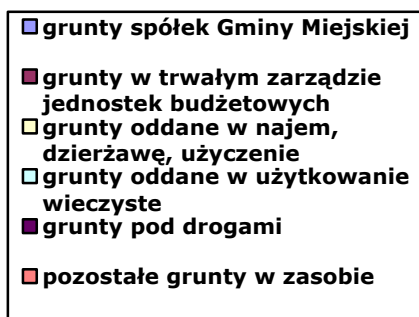 grunty spółek Gminy Miejskiej
grunty w trwałym zarządzie
jednostek budżetowych
grunty oddane w najem,
dzierżawę, użyczenie
grunty oddane w użytkowanie
wieczyste
grunty pod drogami
pozostałe grunty w zasobie